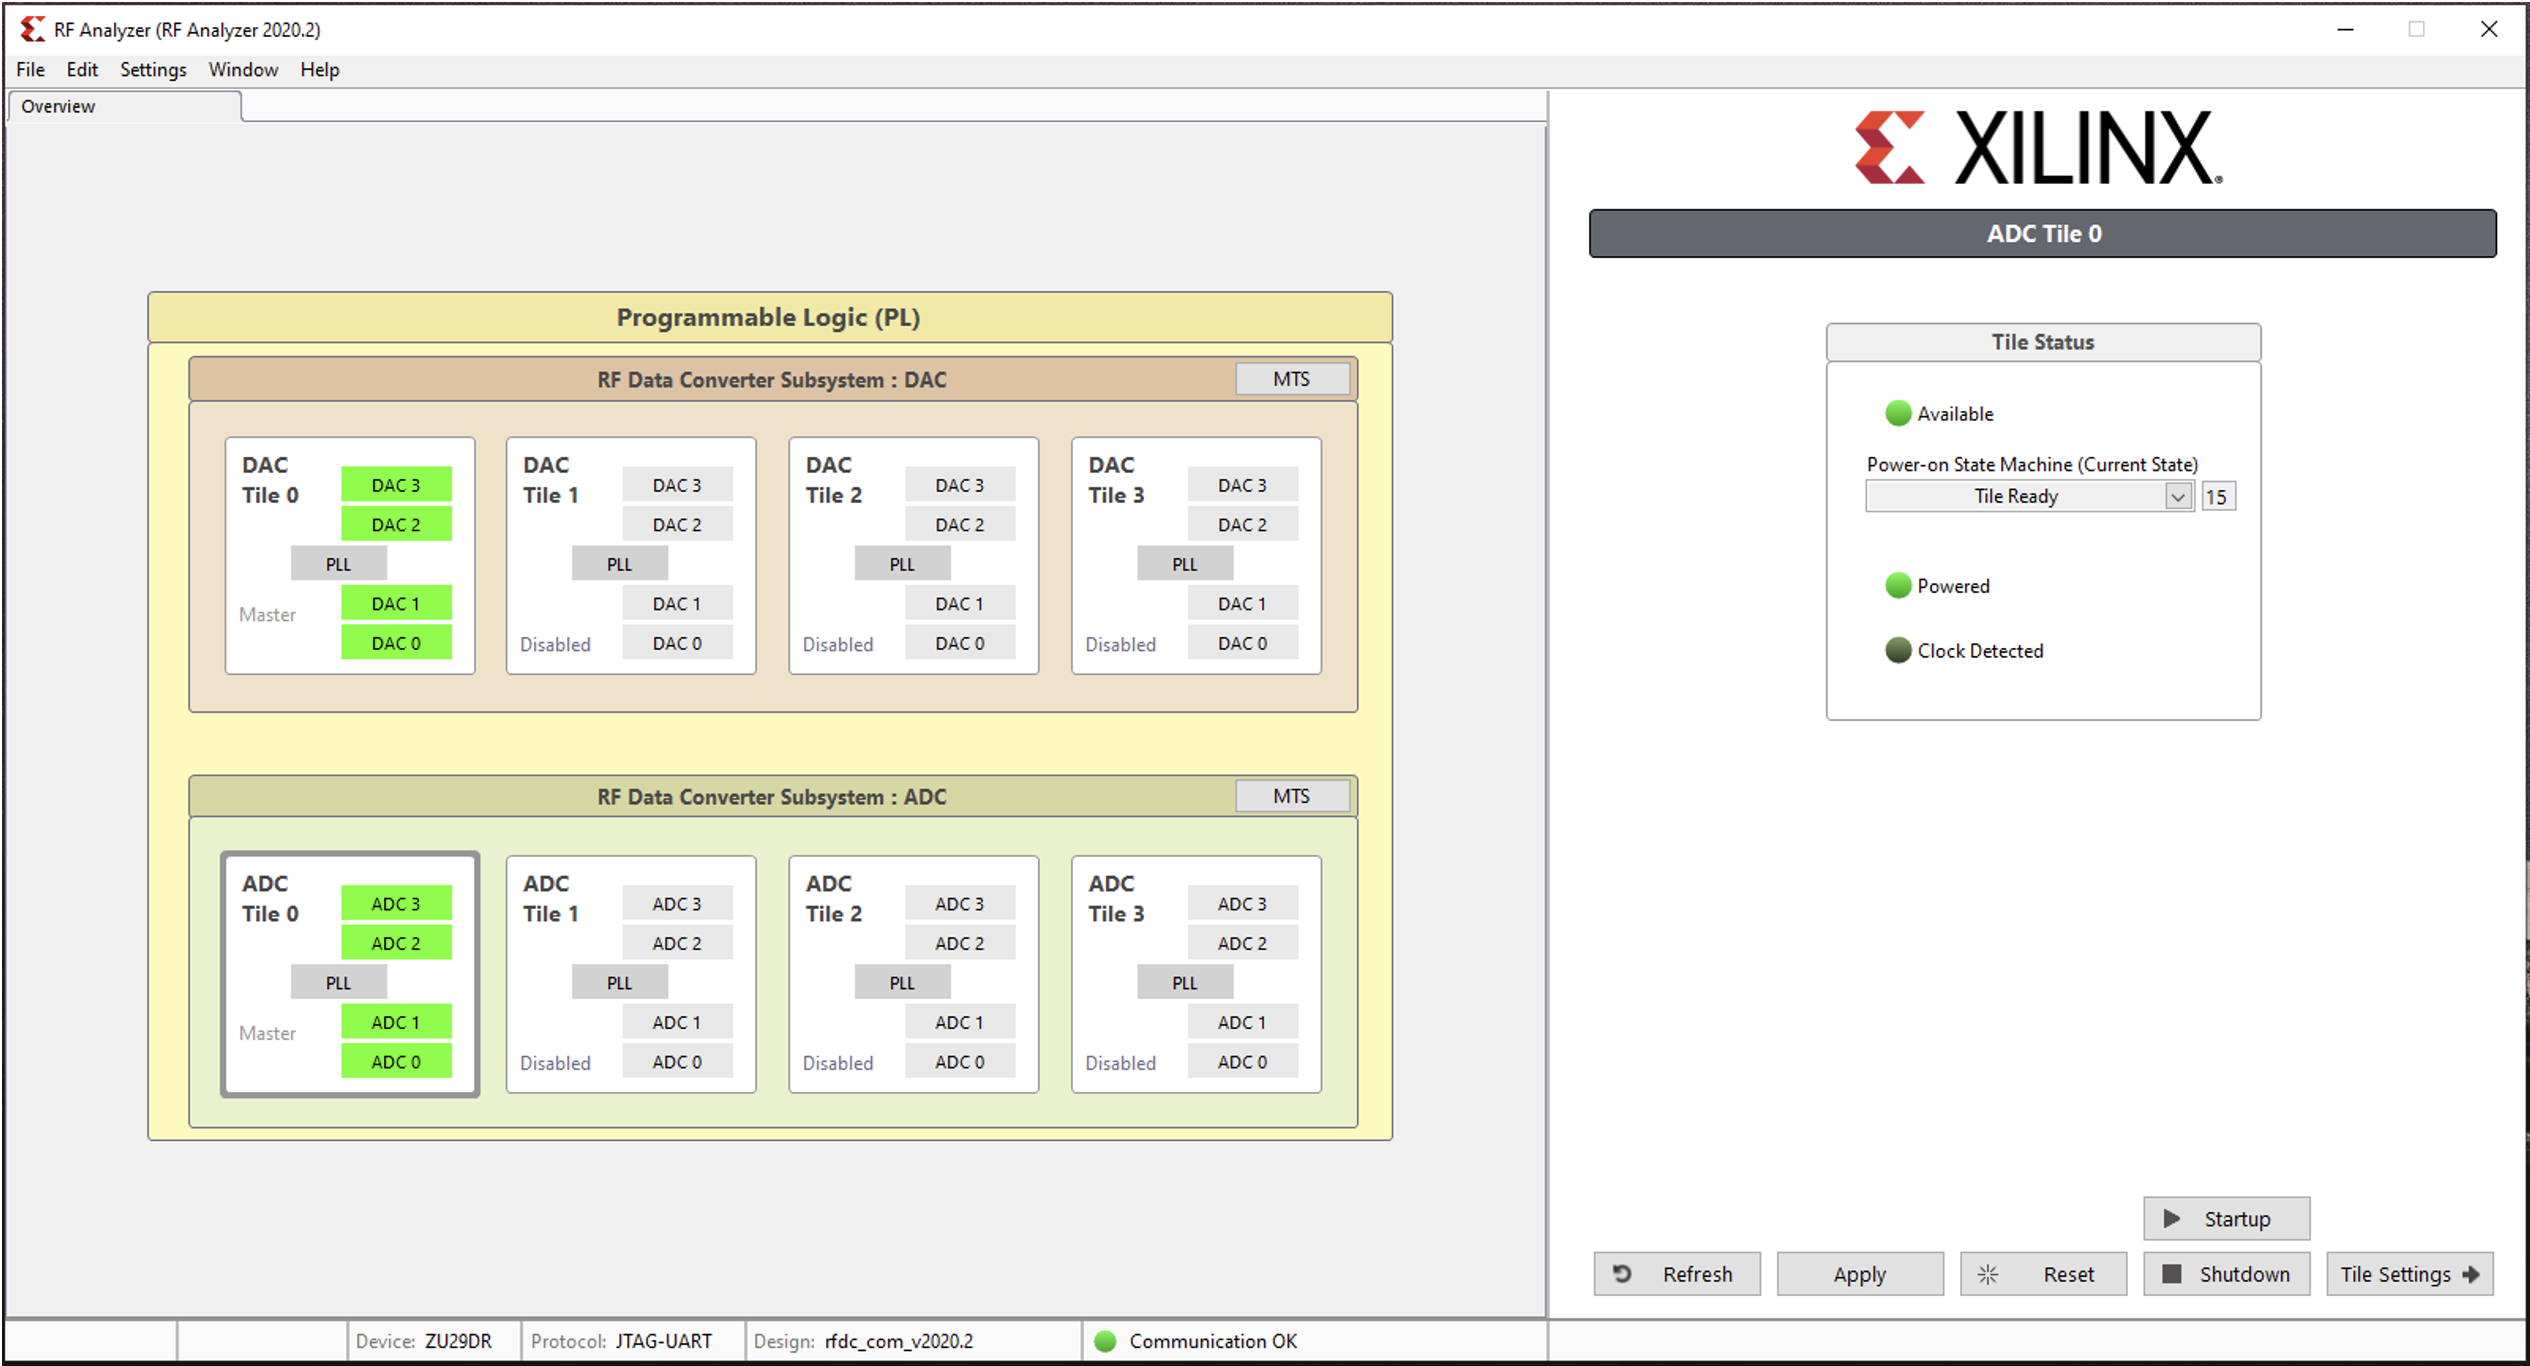 RF Analyzer (RF Analyzer 2020.2)
File Edit Settings Window Help
Overview
Programmable Logic (PL)
RF Data Converter Subsystem : DAC
MTS
DAC
Tile 0
DAC 3
DAC 2
PLL
DAC 1
Master
DAC 0
DAC
Tile 1
DAC 3
DAC 2
PLL
DAC 1
Disabled
DAC 0
DAC
Tile 2
DAC 3
DAC 2
PLL
DAC 1
Disabled
DAC 0
DAC
Tile 3
DAC 3
DAC 2
PLL
DAC 1
Disabled
DAC 0
RF Data Converter Subsystem : ADC
MTS
ADC
Tile 0
ADC 3
ADC 2
PLL
ADC 1
Master
ADC 0
ADC
Tile 1
ADC 3
ADC 2
PLL
ADC 1
Disabled
ADC 0
ADC
Tile 2
ADC 3
ADC 2
PLL
ADC 1
Disabled
ADC 0
ADC
Tile 3
ADC 3
ADC 2
PLL
ADC 1
Disabled
ADC 0
XILINX
ADC Tile 0
Tile Status
Available
Power-on State Machine (Current State)
Tile Ready 15
Powered
Clock Detected
Startup
Refresh Apply Reset Shutdown Tile Settings
Device: ZU29DR Protocol: JTAG-UART Design: rfdc_com_v2020.2 Communication OK